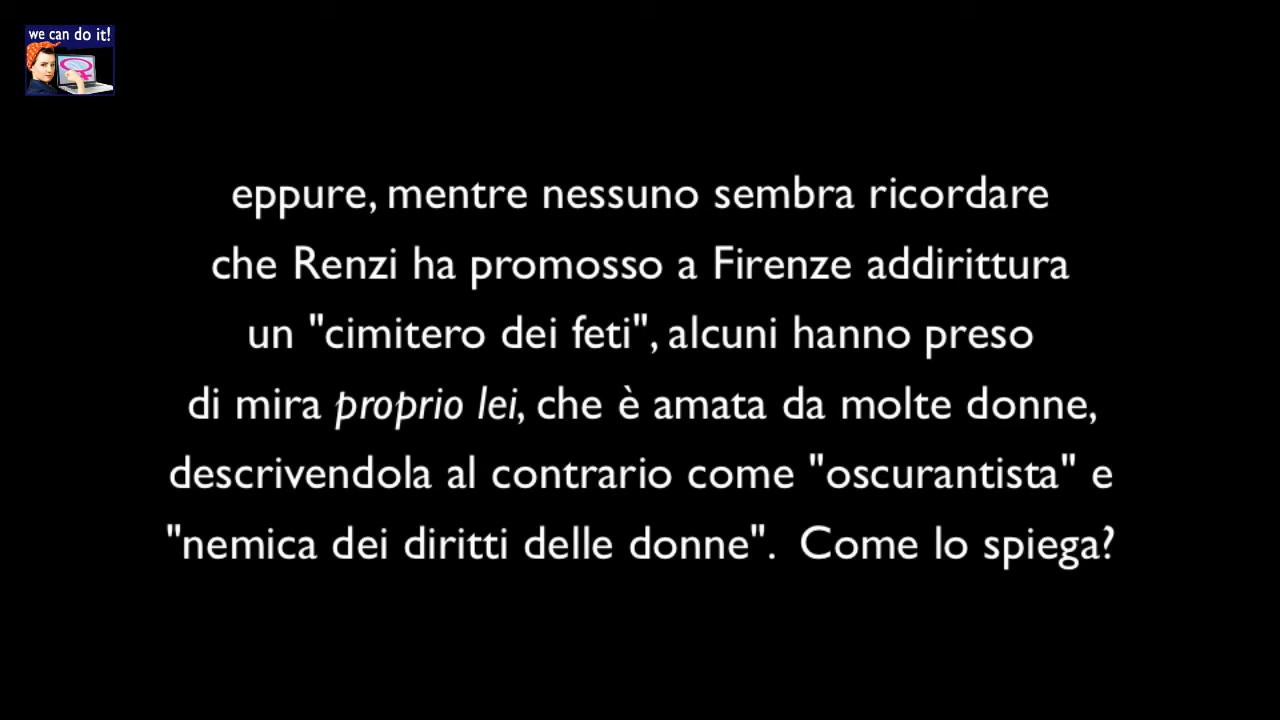 we can do it!
eppure, mentre nessuno sembra ricordare
che Renzi ha promosso a Firenze addirittura
un "cimitero dei feti", alcuni hanno preso
di mira proprio lei, che è amata da molte donne,
descrivendola al contrario come "oscurantista" e
"nemica dei diritti delle donne".  Come lo spiega?